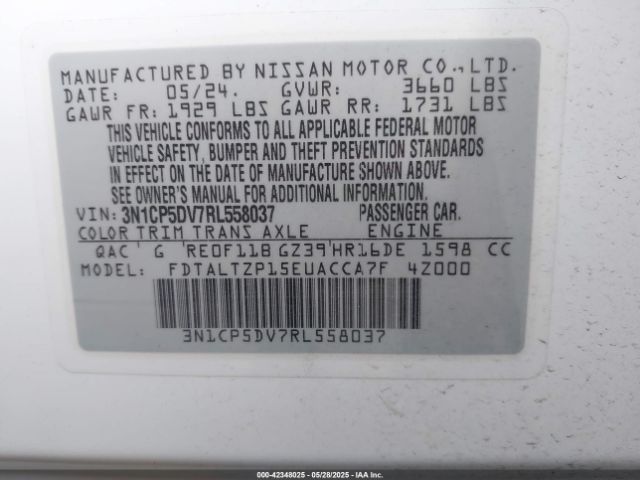 MANUFACTURED BY NISSAN MOTOR CO.,LTD.
DATE: 05/24. GVWR: 3660 LBS
GAWR FR: 1929 LBS GAWR RR: 1731 LBS
THIS VEHICLE CONFORMS TO ALL APPLICABLE FEDERAL MOTOR
VEHICLE SAFETY, BUMPER AND THEFT PREVENTION STANDARDS
IN EFFECT ON THE DATE OF MANUFACTURE SHOWN ABOVE.
SEE OWNER'S MANUAL FOR ADDITIONAL INFORMATION.
VIN: 3N1CP5DV7RL558037 PASSENGER CAR.
COLOR TRIM TRANS AXLE ENGINE
QAC G RE0F11B GZ39 HR16DE 1598 CC
MODEL: FDTALTZP15EUACCA7F 4Z000
3N1CP5DV7RL558037
000-42348025 - 05/28/2025 - IAA Inc.